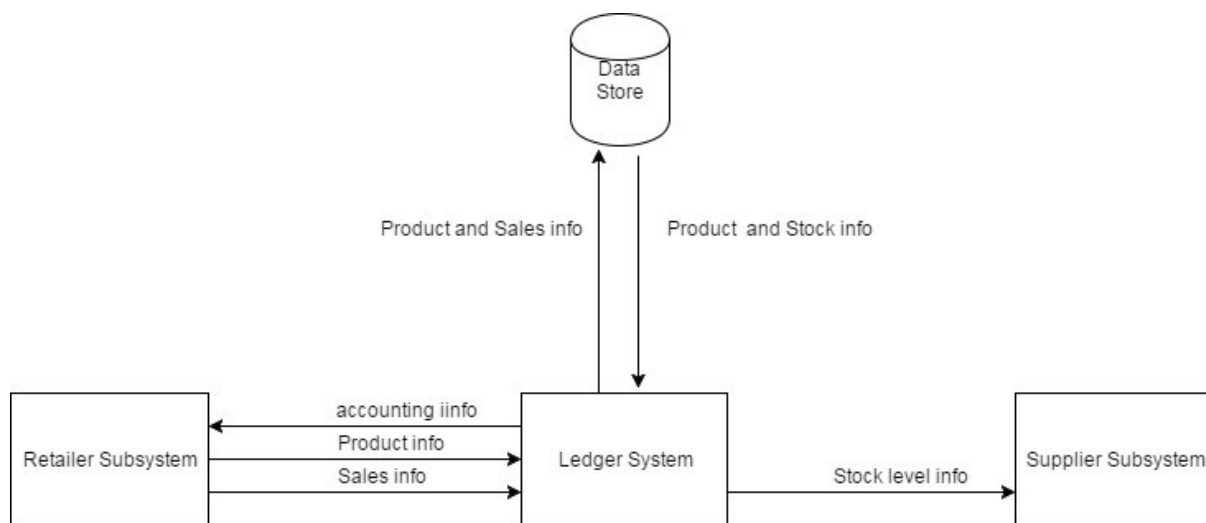 Data
Store
Product and Sales info
Product and Stock info
accounting iinfo
Product info
Sales info
Retailer Subsystem
Ledger System
Stock level info
Supplier Subsystem